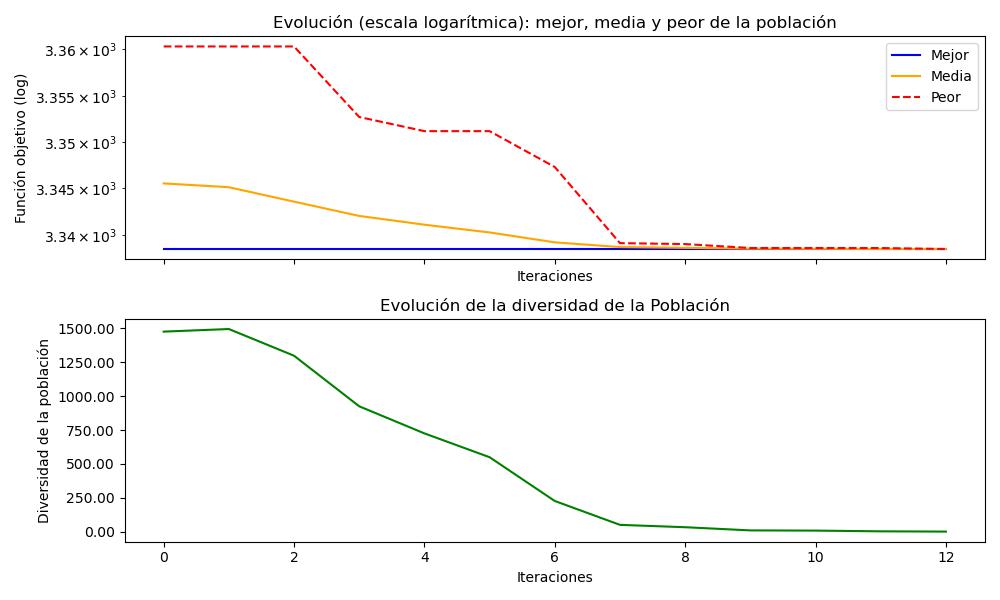 Evolución (escala logarítmica): mejor, media y peor de la población
3.36 × 10³
3.355 × 10³
3.35 × 10³
3.345 × 10³
3.34 × 10³
Función objetivo (log)
Mejor
Media
Peor
Iteraciones
Evolución de la diversidad de la Población
1500.00
1250.00
1000.00
750.00
500.00
250.00
0.00
Diversidad de la población
0 2 4 6 8 10 12
Iteraciones